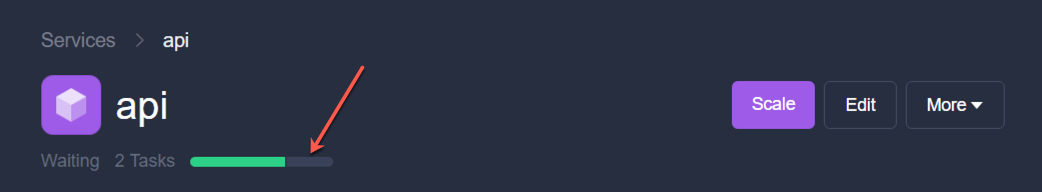 Services > api
api
Scale Edit More
Waiting 2 Tasks